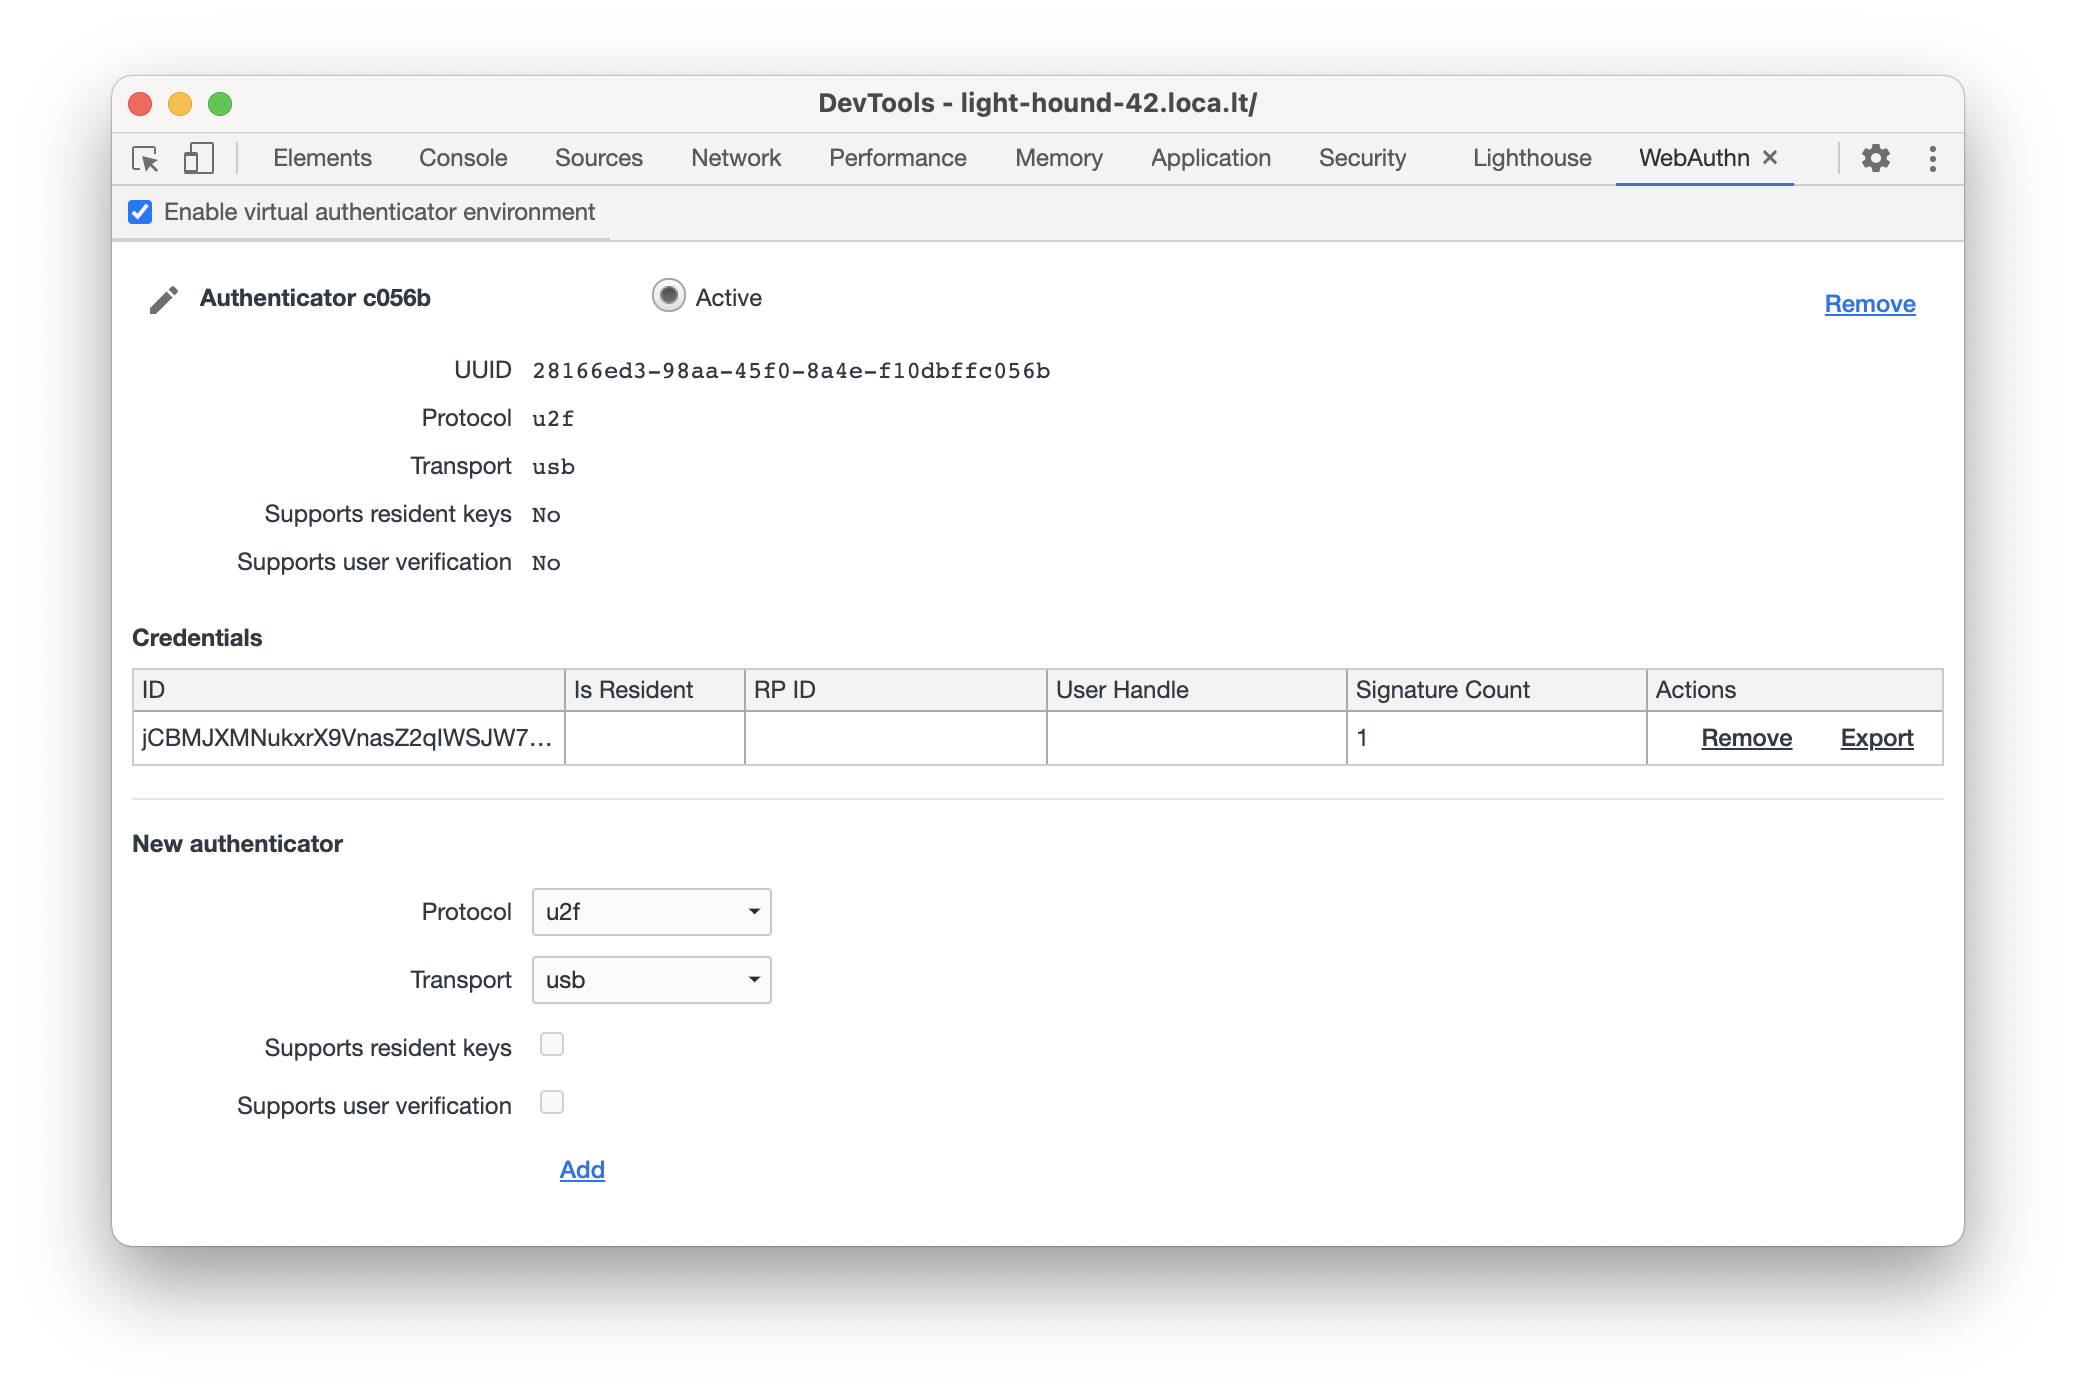 DevTools - light-hound-42.loca.lt/
Elements Console Sources Network Performance Memory Application Security Lighthouse WebAuthn
Enable virtual authenticator environment
Authenticator c056b Active Remove
UUID 28166ed3-98aa-45f0-8a4e-f10dbffc056b
Protocol u2f
Transport usb
Supports resident keys No
Supports user verification No
Credentials
ID Is Resident RP ID User Handle Signature Count Actions
jCBMJXMNukxrX9VnasZ2qIWSJW7… 1 Remove Export
New authenticator
Protocol u2f
Transport usb
Supports resident keys
Supports user verification
Add